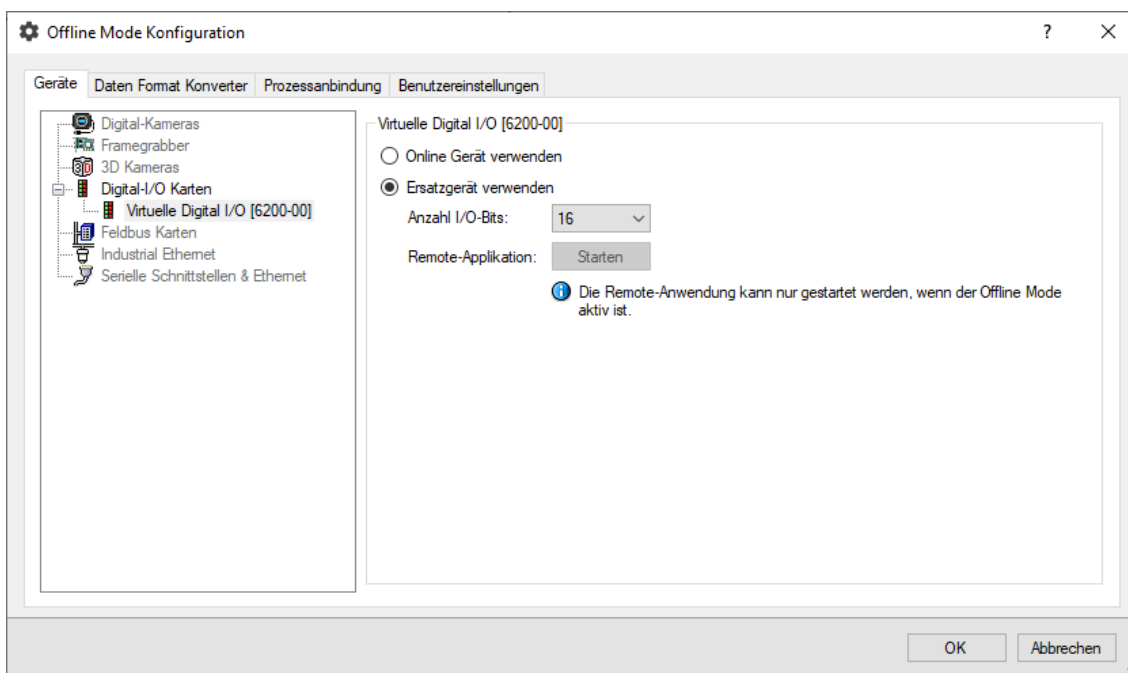 Offline Mode Konfiguration
?
Geräte
Daten Format Konverter
Prozessanbindung
Benutzereinstellungen
Digital-Kameras
Framegrabber
3D Kameras
Digital-I/O Karten
Virtuelle Digital I/O [6200-00]
Feldbus Karten
Industrial Ethernet
Serielle Schnittstellen & Ethernet
Virtuelle Digital I/O [6200-00]
Online Gerät verwenden
Ersatzgerät verwenden
Anzahl I/O-Bits: 16
Remote-Applikation: Starten
Die Remote-Anwendung kann nur gestartet werden, wenn der Offline Mode
aktiv ist.
OK
Abbrechen